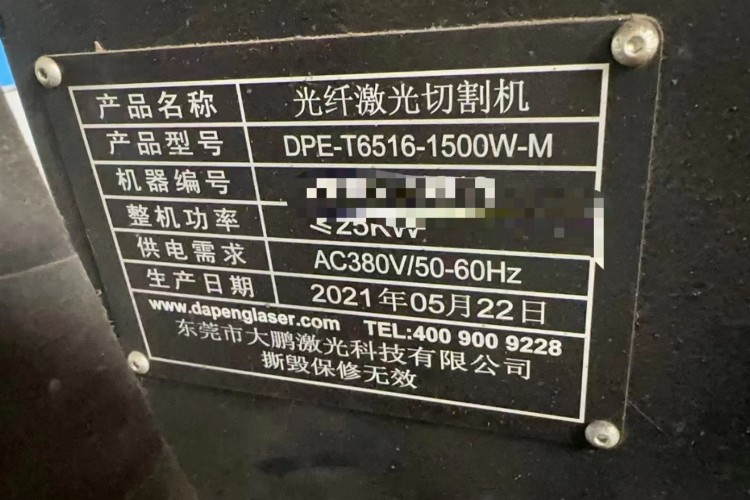 产品名称 光纤激光切割机
产品型号 DPE-T6516-1500W-M
机器编号
整机功率 ≤25KW
供电需求 AC380V/50-60Hz
生产日期 2021年05月22日
www.dapenglaser.com TEL:400 900 9228
东莞市大鹏激光科技有限公司
撕毁保修无效